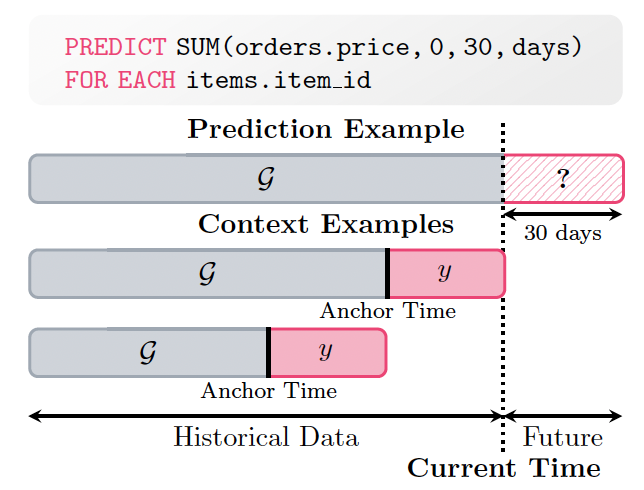 PREDICT SUM(orders.price, 0, 30, days)
FOR EACH items.item_id
Prediction Example
𝒢 ?
30 days
Context Examples
𝒢 y
Anchor Time
𝒢 y
Anchor Time
Historical Data Future
Current Time